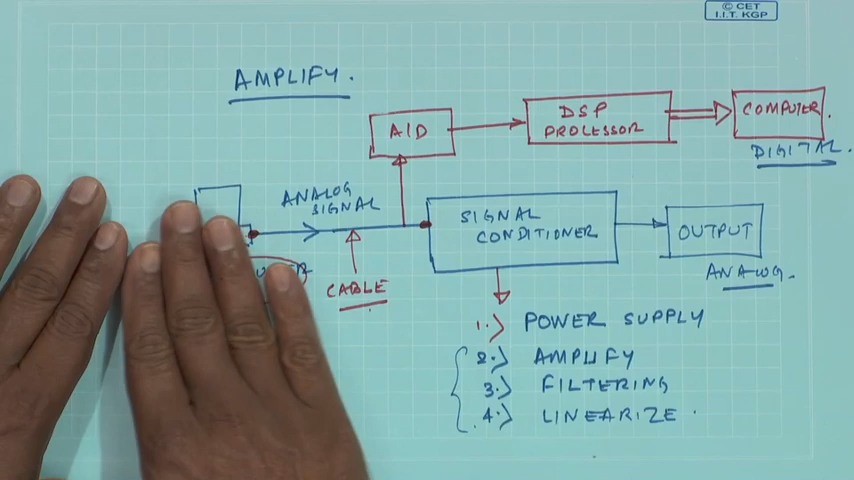 © CET
I.I.T. KGP
AMPLIFY.
A/D
DSP
PROCESSOR
COMPUTER.
DIGITAL.
ANALOG
SIGNAL
SIGNAL
CONDITIONER
OUTPUT
ANALOG.
CABLE
1.) POWER SUPPLY
2.) AMPLIFY
3.) FILTERING
4.) LINEARIZE.